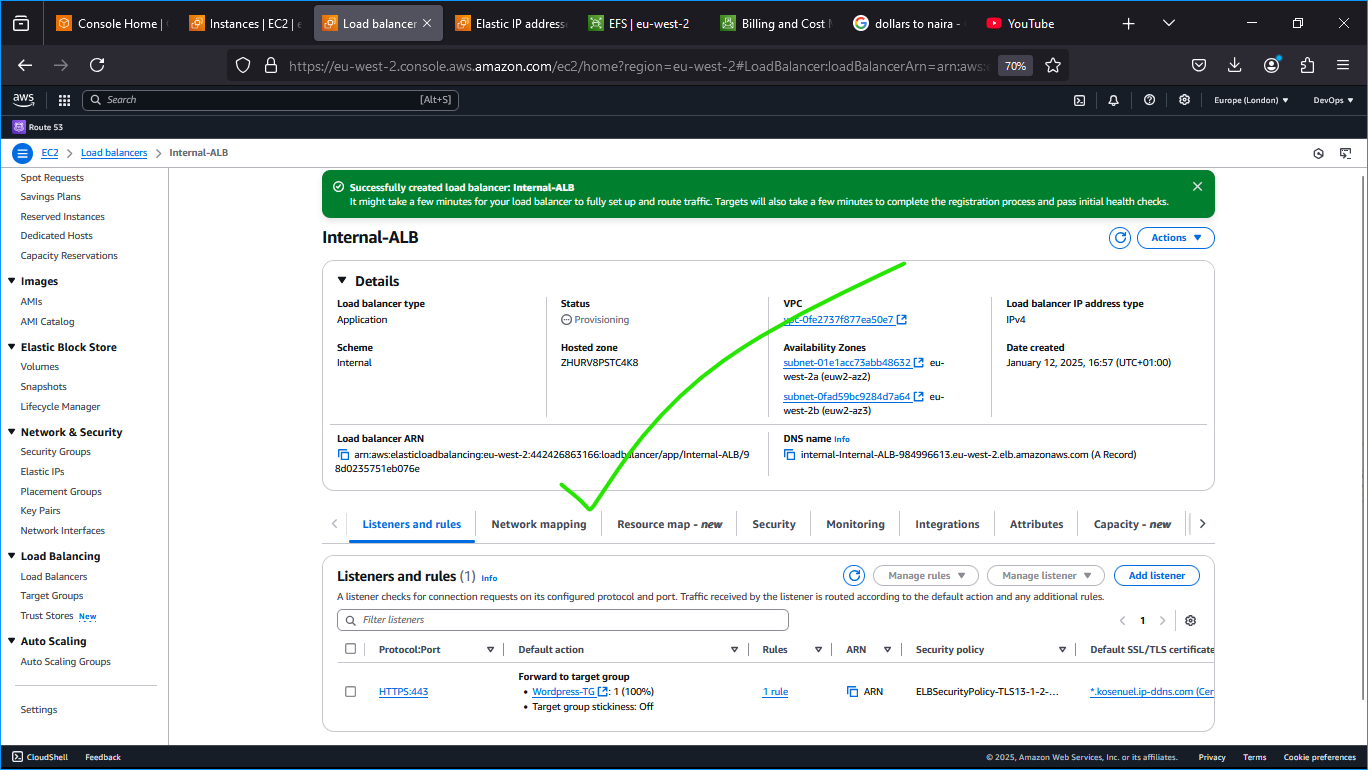 Console Home |
Instances | EC2 | e
Load balancer
Elastic IP address
EFS | eu-west-2
Billing and Cost M
dollars to naira -
YouTube
https://eu-west-2.console.aws.amazon.com/ec2/home?region=eu-west-2#LoadBalancer:loadBalancerArn=arn:aws:e
70%
aws
Search
[Alt+S]
Europe (London)
DevOps
Route 53
EC2
Load balancers
Internal-ALB
Spot Requests
Savings Plans
Reserved Instances
Dedicated Hosts
Capacity Reservations
Images
AMIs
AMI Catalog
Elastic Block Store
Volumes
Snapshots
Lifecycle Manager
Network & Security
Security Groups
Elastic IPs
Placement Groups
Key Pairs
Network Interfaces
Load Balancing
Load Balancers
Target Groups
Trust Stores New
Auto Scaling
Auto Scaling Groups
Settings
Successfully created load balancer: Internal-ALB
It might take a few minutes for your load balancer to fully set up and route traffic. Targets will also take a few minutes to complete the registration process and pass initial health checks.
Internal-ALB
Actions
Details
Load balancer type
Application
Status
Provisioning
VPC
vpc-0fe2737f877ea50e7
Load balancer IP address type
IPv4
Scheme
Internal
Hosted zone
ZHURV8PSTC4K8
Availability Zones
subnet-01e1acc73abb48632 eu-
west-2a (euw2-az2)
subnet-0fad59bc9284d7a64 eu-
west-2b (euw2-az3)
Date created
January 12, 2025, 16:57 (UTC+01:00)
Load balancer ARN
arn:aws:elasticloadbalancing:eu-west-2:442426863166:loadbalancer/app/Internal-ALB/9
8d0235751eb076e
DNS name Info
internal-Internal-ALB-984996613.eu-west-2.elb.amazonaws.com (A Record)
Listeners and rules
Network mapping
Resource map - new
Security
Monitoring
Integrations
Attributes
Capacity - new
Listeners and rules (1) Info
Manage rules
Manage listener
Add listener
A listener checks for connection requests on its configured protocol and port. Traffic received by the listener is routed according to the default action and any additional rules.
Filter listeners
1
Protocol:Port
Default action
Rules
ARN
Security policy
Default SSL/TLS certificate
HTTPS:443
Forward to target group
• Wordpress-TG : 1 (100%)
• Target group stickiness: Off
1 rule
ARN
ELBSecurityPolicy-TLS13-1-2-...
*.kosenuel.ip-ddns.com (Cer
CloudShell
Feedback
© 2025, Amazon Web Services, Inc. or its affiliates.
Privacy
Terms
Cookie preferences